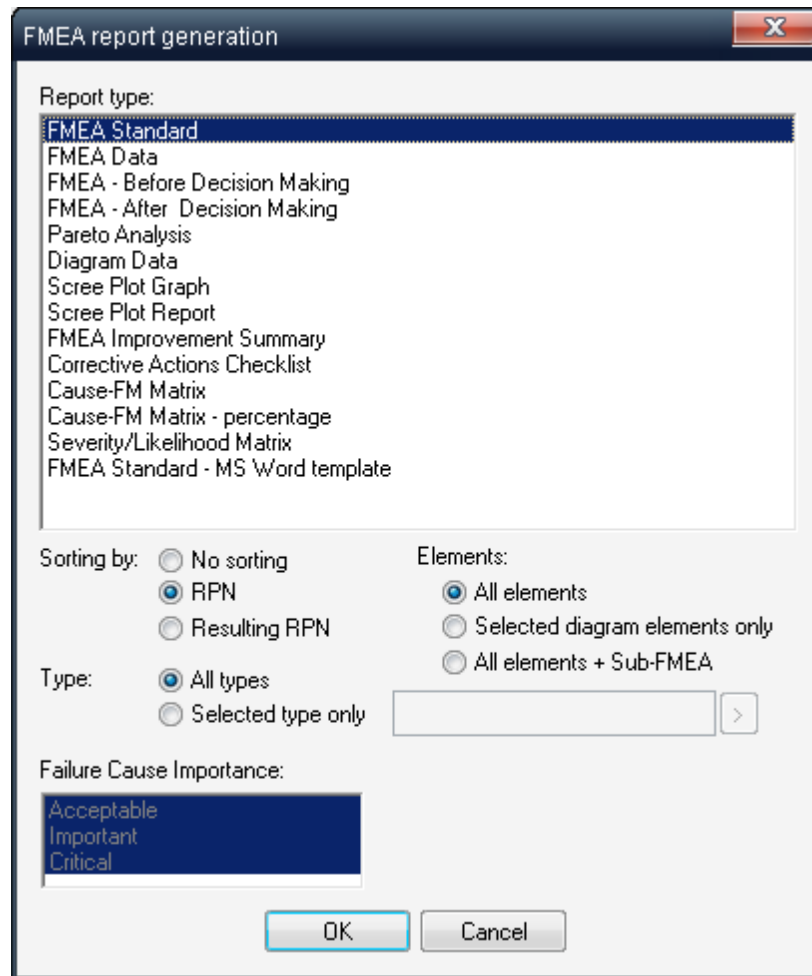 FMEA report generation
Report type:
FMEA Standard
FMEA Data
FMEA - Before Decision Making
FMEA - After  Decision Making
Pareto Analysis
Diagram Data
Scree Plot Graph
Scree Plot Report
FMEA Improvement Summary
Corrective Actions Checklist
Cause-FM Matrix
Cause-FM Matrix - percentage
Severity/Likelihood Matrix
FMEA Standard - MS Word template
Sorting by:
No sorting
RPN
Resulting RPN
Elements:
All elements
Selected diagram elements only
All elements + Sub-FMEA
Type:
All types
Selected type only
>
Failure Cause Importance:
Acceptable
Important
Critical
OK
Cancel